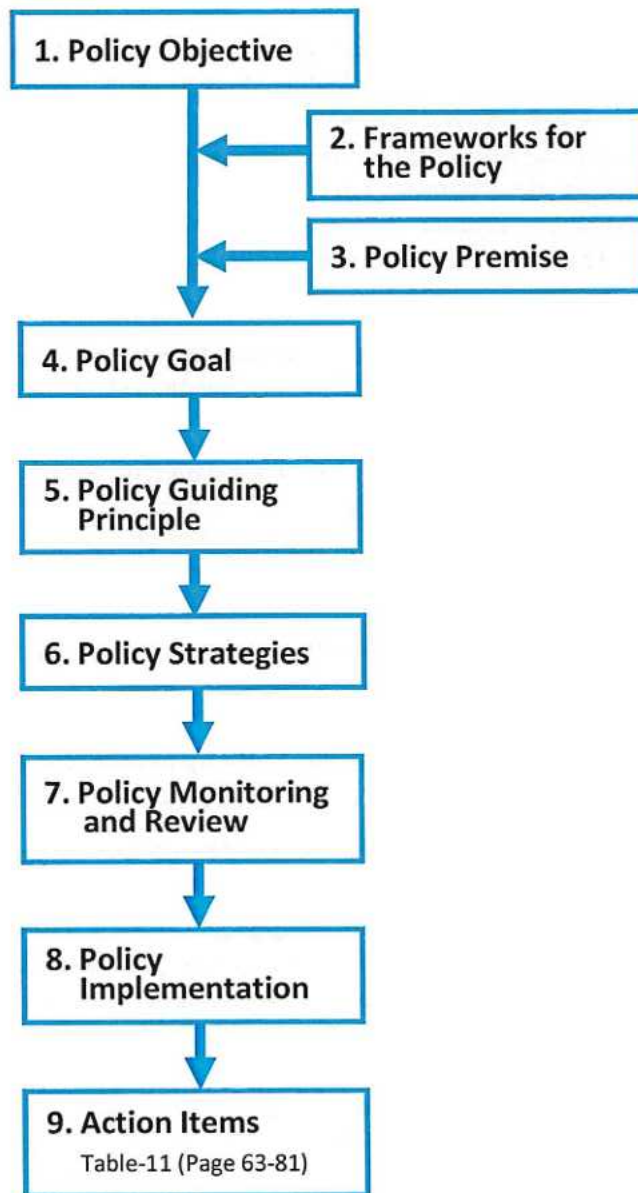 1. Policy Objective
2. Frameworks for
the Policy
3. Policy Premise
4. Policy Goal
5. Policy Guiding
Principle
6. Policy Strategies
7. Policy Monitoring
and Review
8. Policy
Implementation
9. Action Items
Table-11 (Page 63-81)